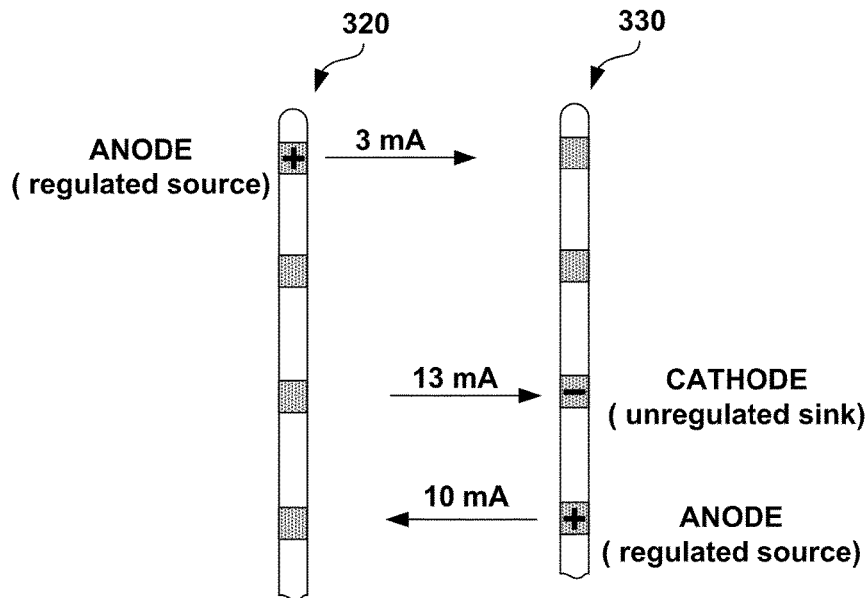 320
330
ANODE
( regulated source)
+
3 mA
13 mA
−
CATHODE
( unregulated sink)
10 mA
+
ANODE
(regulated source)